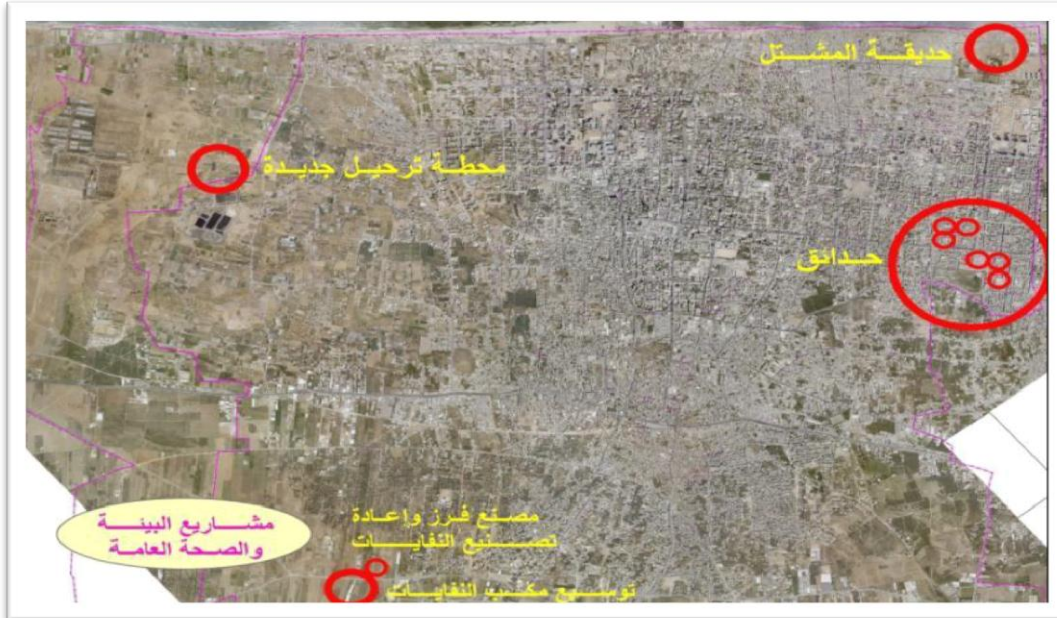 حديقة المشتل
محطة ترحيل جديدة
حدائق
مشاريع البيئة
والصحة العامة
مصنع فرز وإعادة
تصنيع النفايات
توسيع مكب النفايات